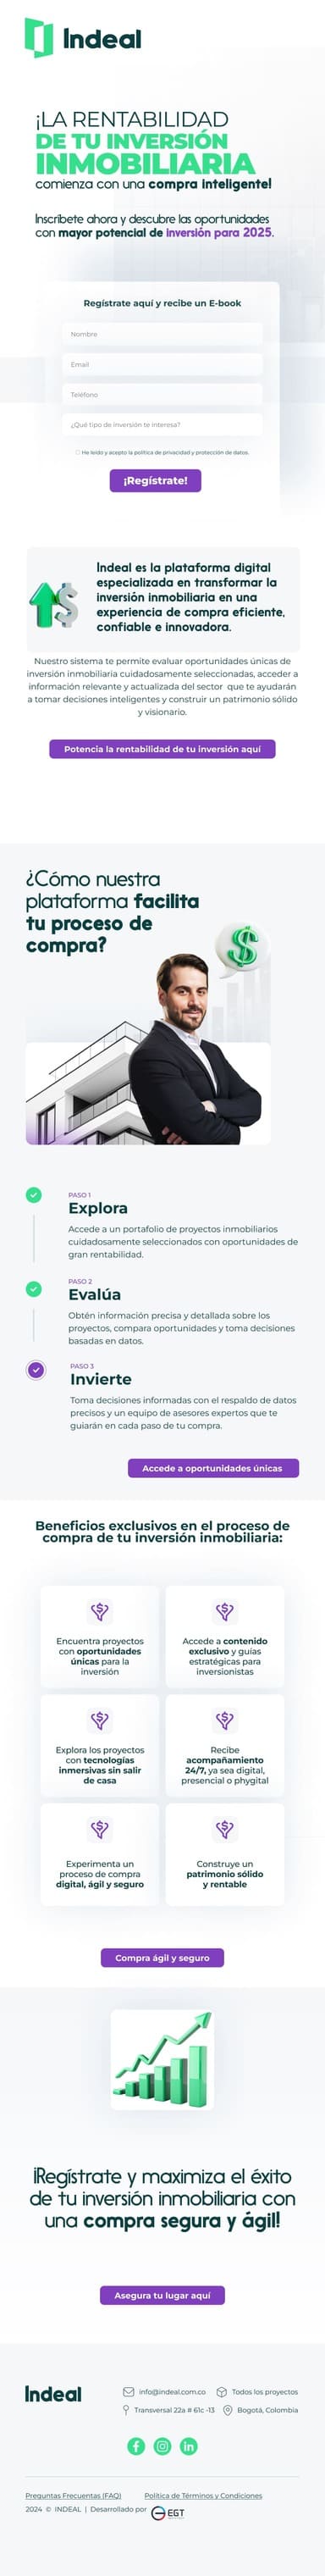 Indeal
¡LA RENTABILIDAD
DE TU INVERSIÓN
INMOBILIARIA
comienza con una compra inteligente!
Inscríbete ahora y descubre las oportunidades
con mayor potencial de inversión para 2025.
Regístrate aquí y recibe un E-book
Nombre
Email
Teléfono
¿Qué tipo de inversión te interesa?
He leído y acepto la política de privacidad y protección de datos.
¡Regístrate!
Indeal es la plataforma digital
especializada en transformar la
inversión inmobiliaria en una
experiencia de compra eficiente,
confiable e innovadora.
Nuestro sistema te permite evaluar oportunidades únicas de
inversión inmobiliaria cuidadosamente seleccionadas, acceder a
información relevante y actualizada del sector que te ayudarán
a tomar decisiones inteligentes y construir un patrimonio sólido
y visionario.
Potencia la rentabilidad de tu inversión aquí
¿Cómo nuestra
plataforma facilita
tu proceso de
compra?
$
PASO 1
Explora
Accede a un portafolio de proyectos inmobiliarios
cuidadosamente seleccionados con oportunidades de
gran rentabilidad.
PASO 2
Evalúa
Obtén información precisa y detallada sobre los
proyectos, compara oportunidades y toma decisiones
basadas en datos.
PASO 3
Invierte
Toma decisiones informadas con el respaldo de datos
precisos y un equipo de asesores expertos que te
guiarán en cada paso de tu compra.
Accede a oportunidades únicas
Beneficios exclusivos en el proceso de
compra de tu inversión inmobiliaria:
Encuentra proyectos
con oportunidades
únicas para la
inversión
Accede a contenido
exclusivo y guías
estratégicas para
inversionistas
Explora los proyectos
con tecnologías
inmersivas sin salir
de casa
Recibe
acompañamiento
24/7, ya sea digital,
presencial o phygital
Experimenta un
proceso de compra
digital, ágil y seguro
Construye un
patrimonio sólido
y rentable
Compra ágil y seguro
¡Regístrate y maximiza el éxito
de tu inversión inmobiliaria con
una compra segura y ágil!
Asegura tu lugar aquí
Indeal
info@indeal.com.co Todos los proyectos
Transversal 22a # 61c -13 Bogotá, Colombia
Preguntas Frecuentas (FAQ) Política de Términos y Condiciones
2024 © INDEAL | Desarrollado por EGT